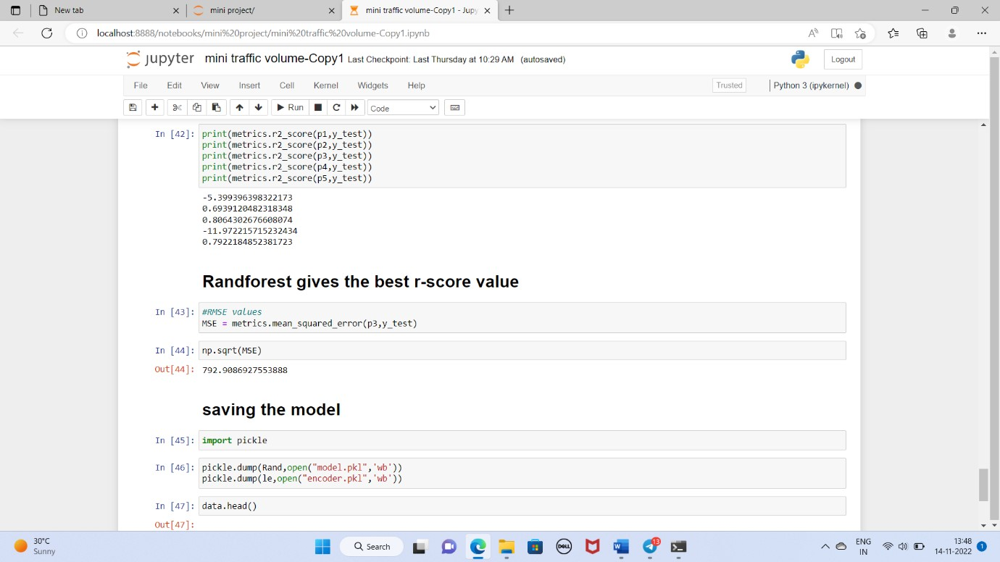 New tab
mini project/
mini traffic volume-Copy1 - Jupy
localhost:8888/notebooks/mini%20project/mini%20traffic%20volume-Copy1.ipynb
jupyter mini traffic volume-Copy1 Last Checkpoint: Last Thursday at 10:29 AM (autosaved)
Logout
File Edit View Insert Cell Kernel Widgets Help
Trusted
Python 3 (ipykernel)
Run
Code
In [42]: print(metrics.r2_score(p1,y_test))
print(metrics.r2_score(p2,y_test))
print(metrics.r2_score(p3,y_test))
print(metrics.r2_score(p4,y_test))
print(metrics.r2_score(p5,y_test))
-5.399396398322173
0.6939120482318348
0.8064302676608074
-11.972215715232434
0.7922184852381723
Randforest gives the best r-score value
In [43]: #RMSE values
MSE = metrics.mean_squared_error(p3,y_test)
In [44]: np.sqrt(MSE)
Out[44]: 792.9086927553888
saving the model
In [45]: import pickle
In [46]: pickle.dump(Rand,open("model.pkl",'wb'))
pickle.dump(le,open("encoder.pkl",'wb'))
In [47]: data.head()
Out[47]:
30°C
Sunny
Search
DELL
W
13
ENG
IN
13:48
14-11-2022
1